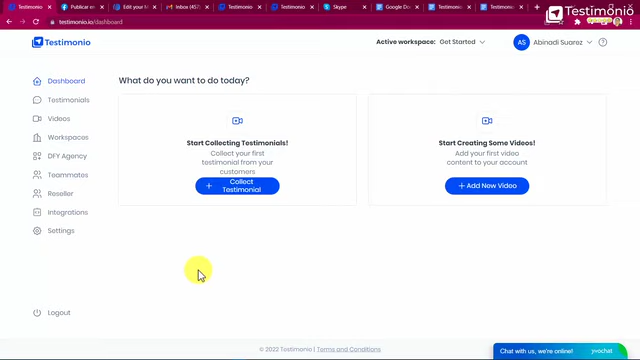 Testimonio
Publicar en
Edit your M
Inbox (457
Testimonio
Testimonio
Skype
Google Doc
Testimonio
Testimonio
Testimonio
testimonio.io/dashboard
Testimonio
Active workspace: Get Started
AS Abinadi Suarez
Dashboard
Testimonials
Videos
Workspaces
DFY Agency
Teammates
Reseller
Integrations
Settings
Logout
What do you want to do today?
Start Collecting Testimonials!
Collect your first
testimonial from your
customers
+ Collect
Testimonial
Start Creating Some Videos!
Add your first video
content to your account
+ Add New Video
© 2022 Testimonio | Terms and Conditions
Chat with us, we're online!
yvochat